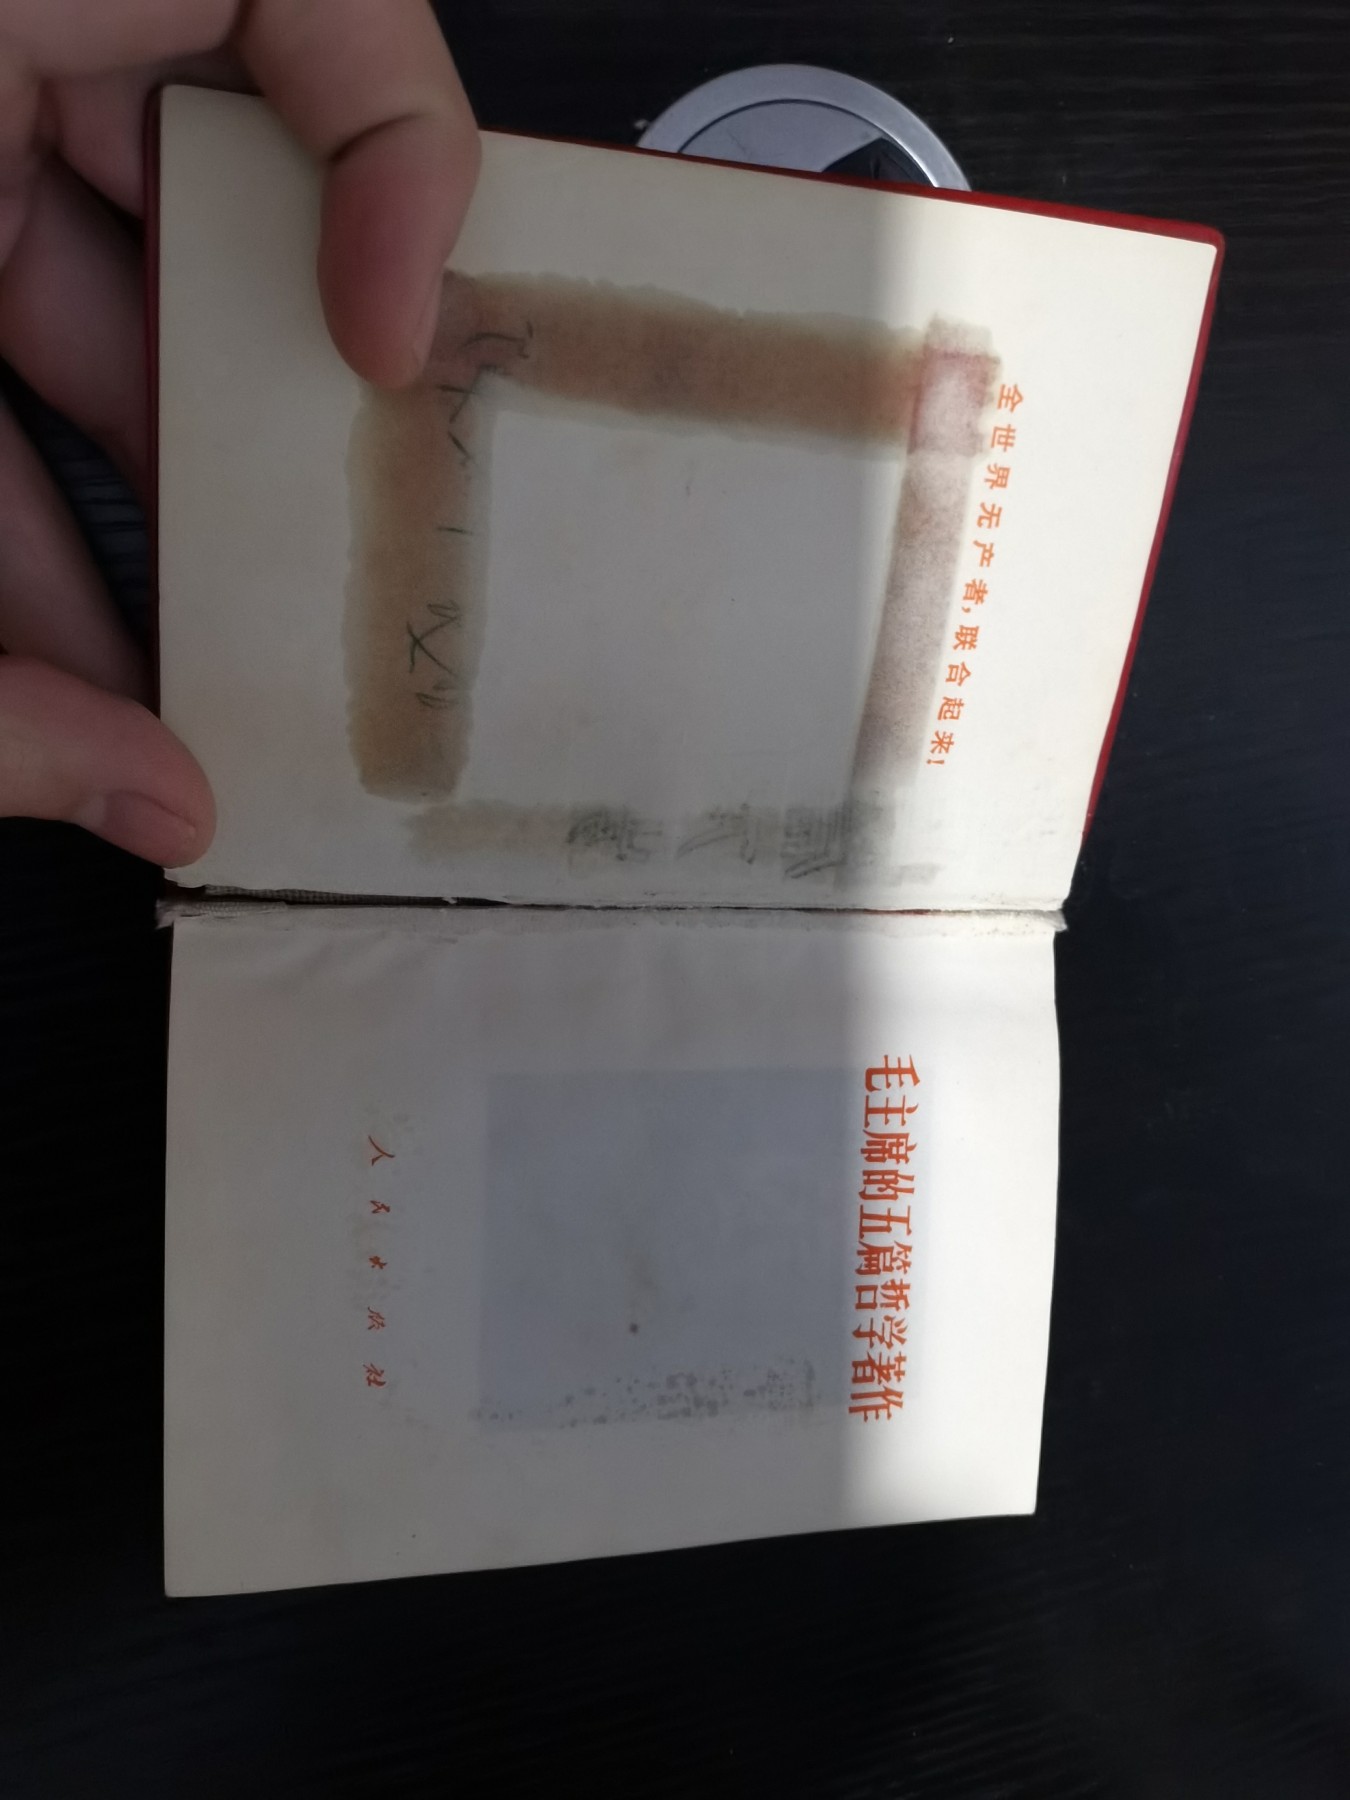 全世界无产者，联合起来！
毛主席的五篇哲学著作
人民出版社